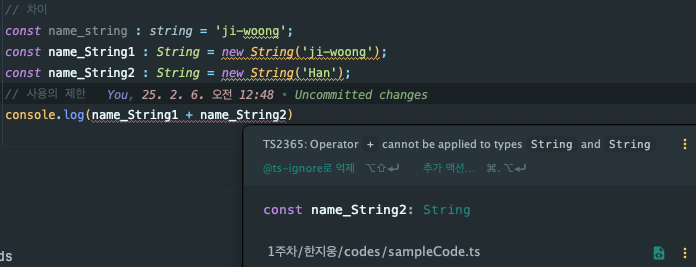 // 차이
const name_string : string = 'ji-woong';
const name_String1 : String = new String('ji-woong');
const name_String2 : String = new String('Han');
// 사용의 제한 You, 25. 2. 6. 오전 12:48 • Uncommitted changes
console.log(name_String1 + name_String2)
TS2365: Operator + cannot be applied to types String and String
@ts-ignore로 억제 ⌥⇧⏎ 추가 액션... ⌘. ⌥⏎
const name_String2: String
1주차/한지웅/codes/sampleCode.ts
ds